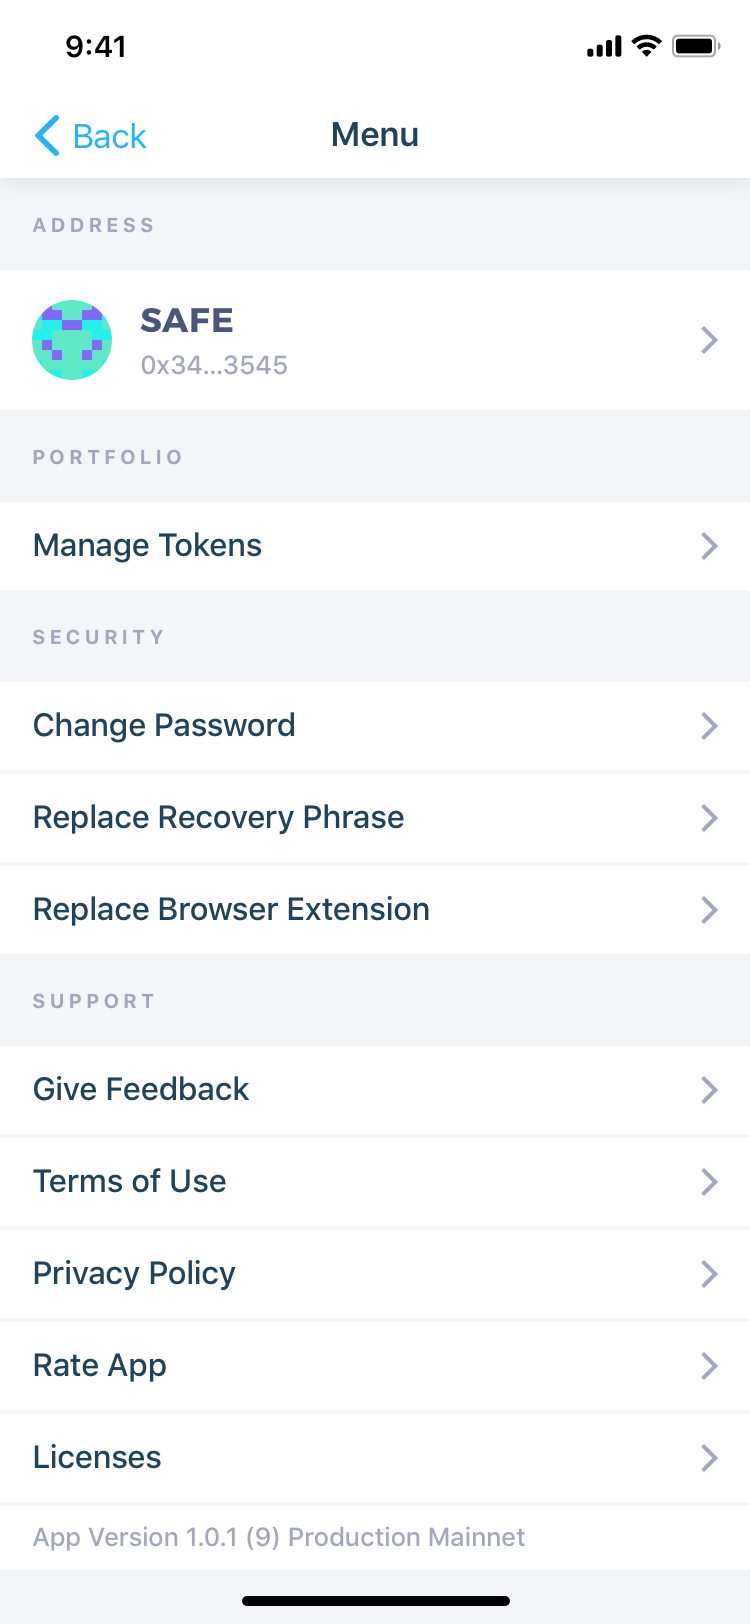 9:41
Back
Menu
ADDRESS
SAFE
0x34...3545
PORTFOLIO
Manage Tokens
SECURITY
Change Password
Replace Recovery Phrase
Replace Browser Extension
SUPPORT
Give Feedback
Terms of Use
Privacy Policy
Rate App
Licenses
App Version 1.0.1 (9) Production Mainnet